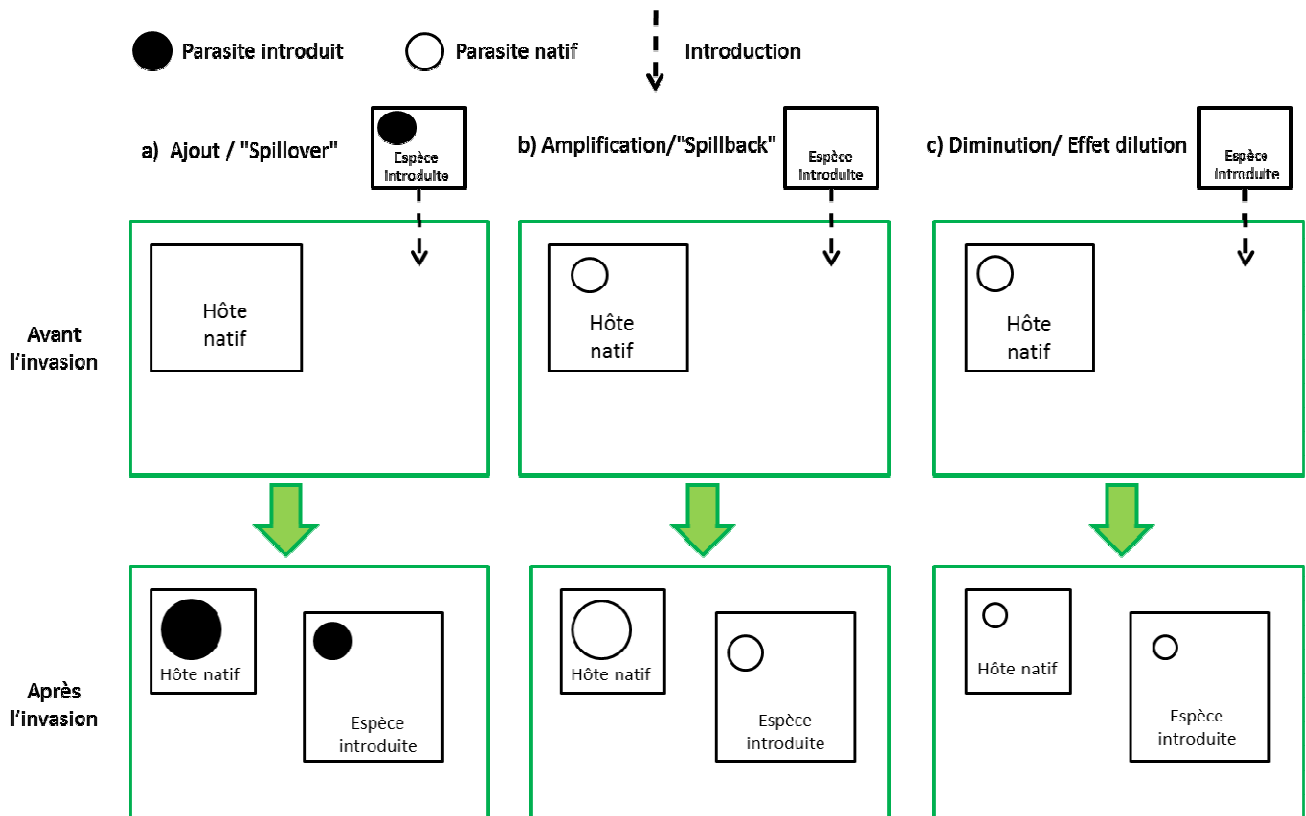 Parasite introduit
Parasite natif
Introduction
a) Ajout / "Spillover"
Espèce
Introduite
b) Amplification/"Spillback"
Espèce
Introduite
c) Diminution/ Effet dilution
Espèce
Introduite
Avant
l'invasion
Hôte
natif
Hôte
natif
Hôte
natif
Après
l'invasion
Hôte natif
Espèce
introduite
Hôte natif
Espèce
introduite
Hôte natif
Espèce
introduite